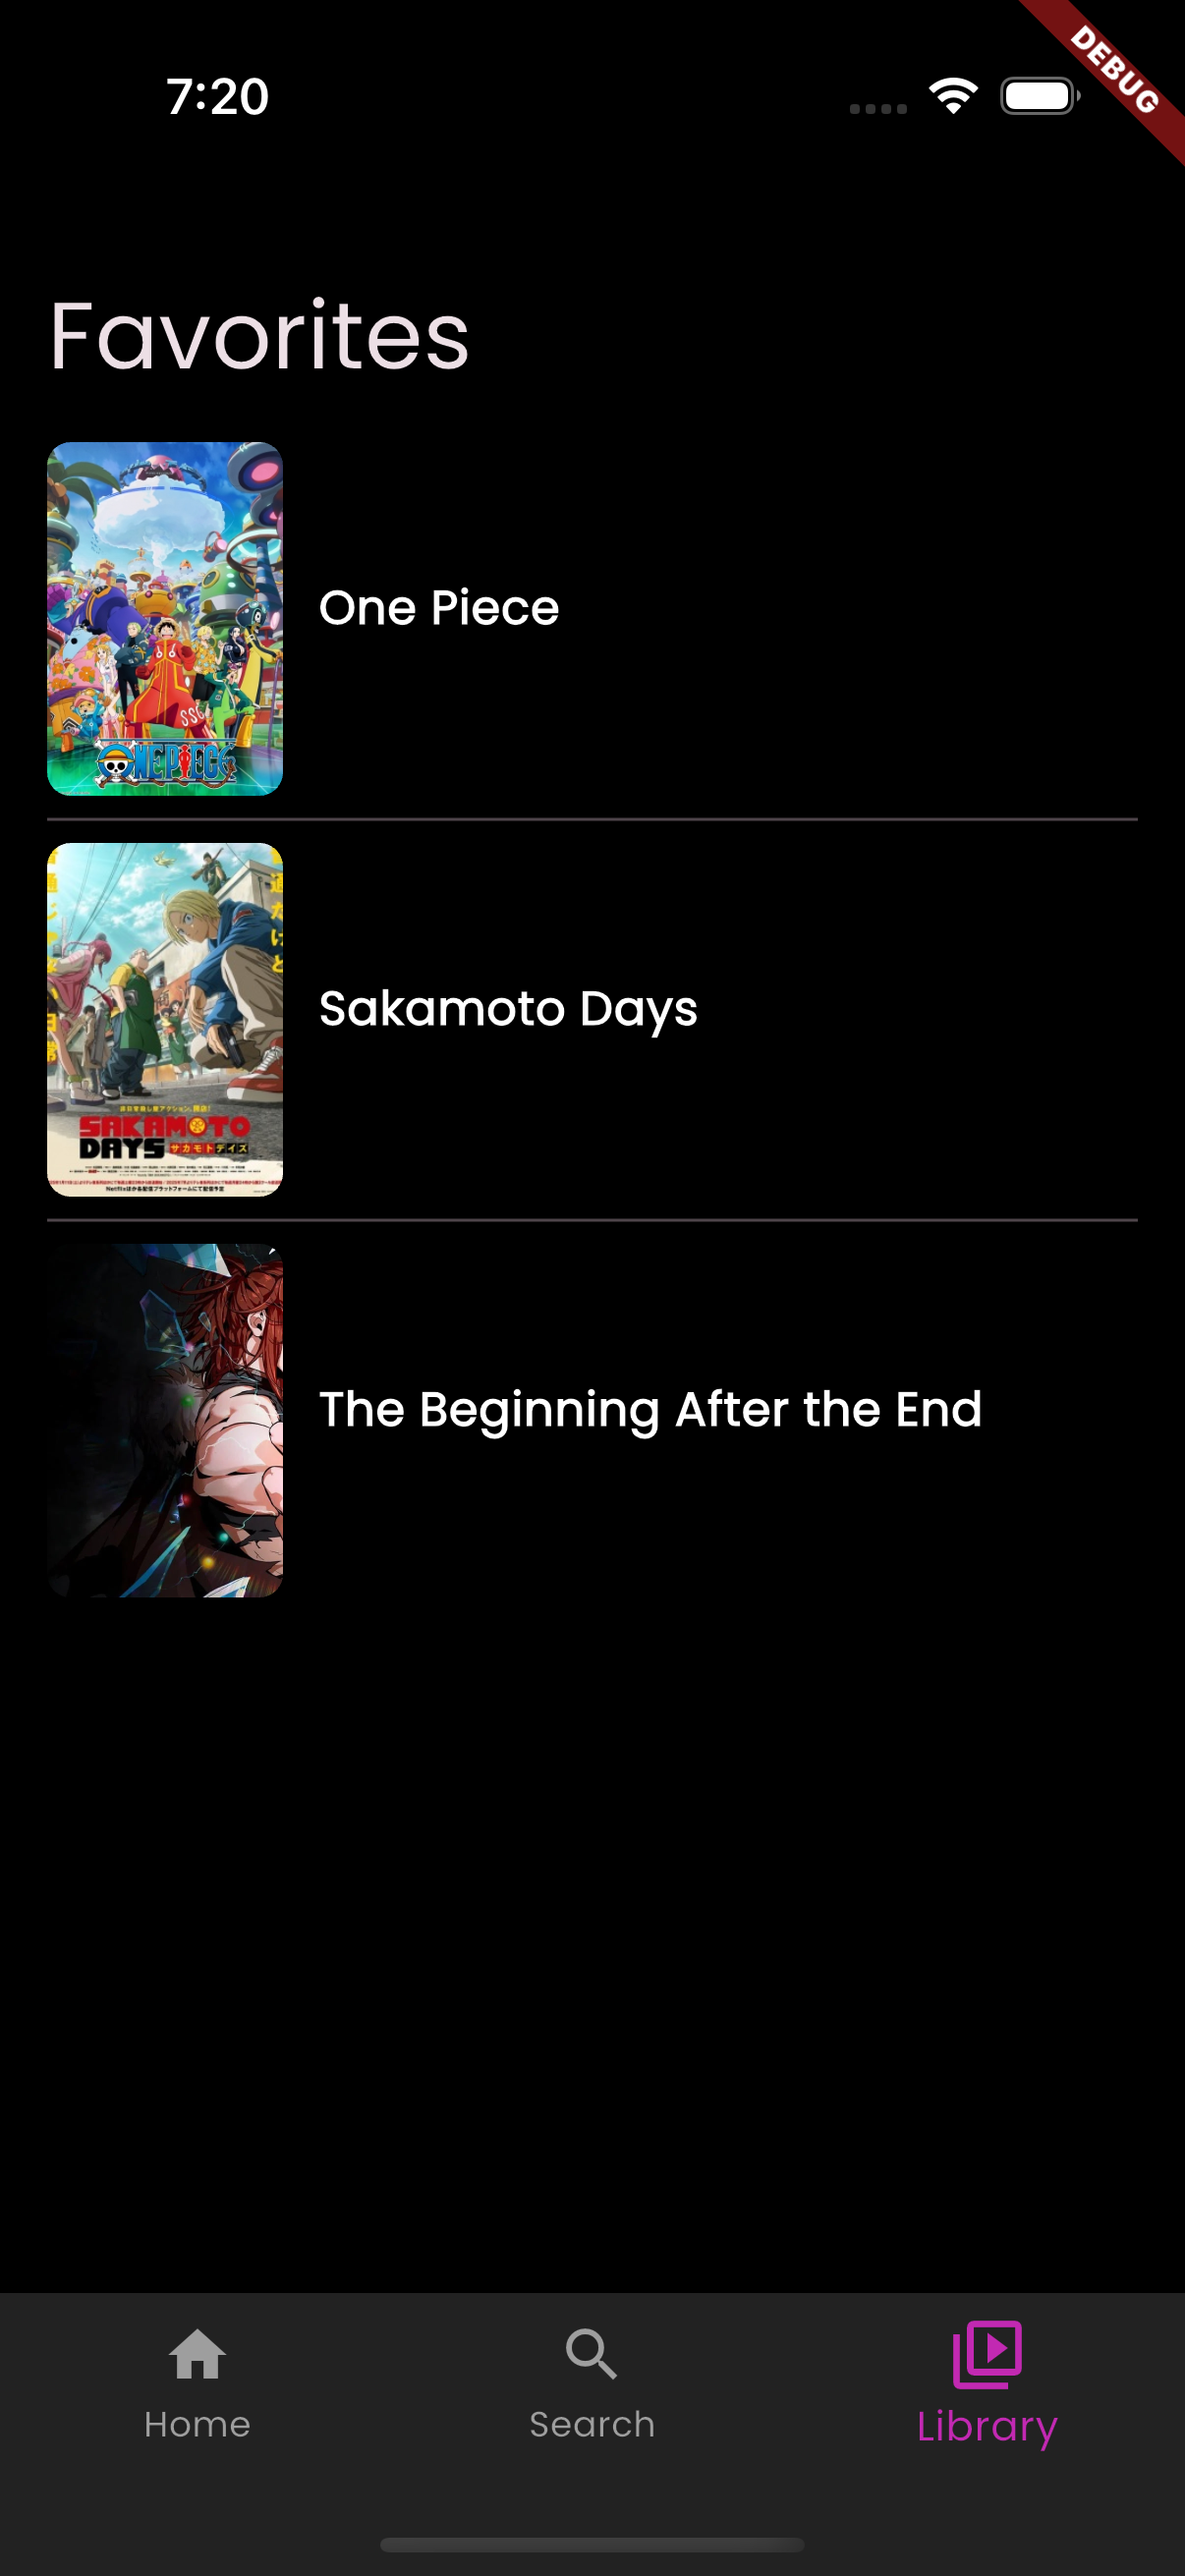 7:20
DEBUG
Favorites
ONE PIECE
One Piece
Sakamoto Days
SAKAMOTO
DAYS サカモトデイズ
The Beginning After the End
Home
Search
Library